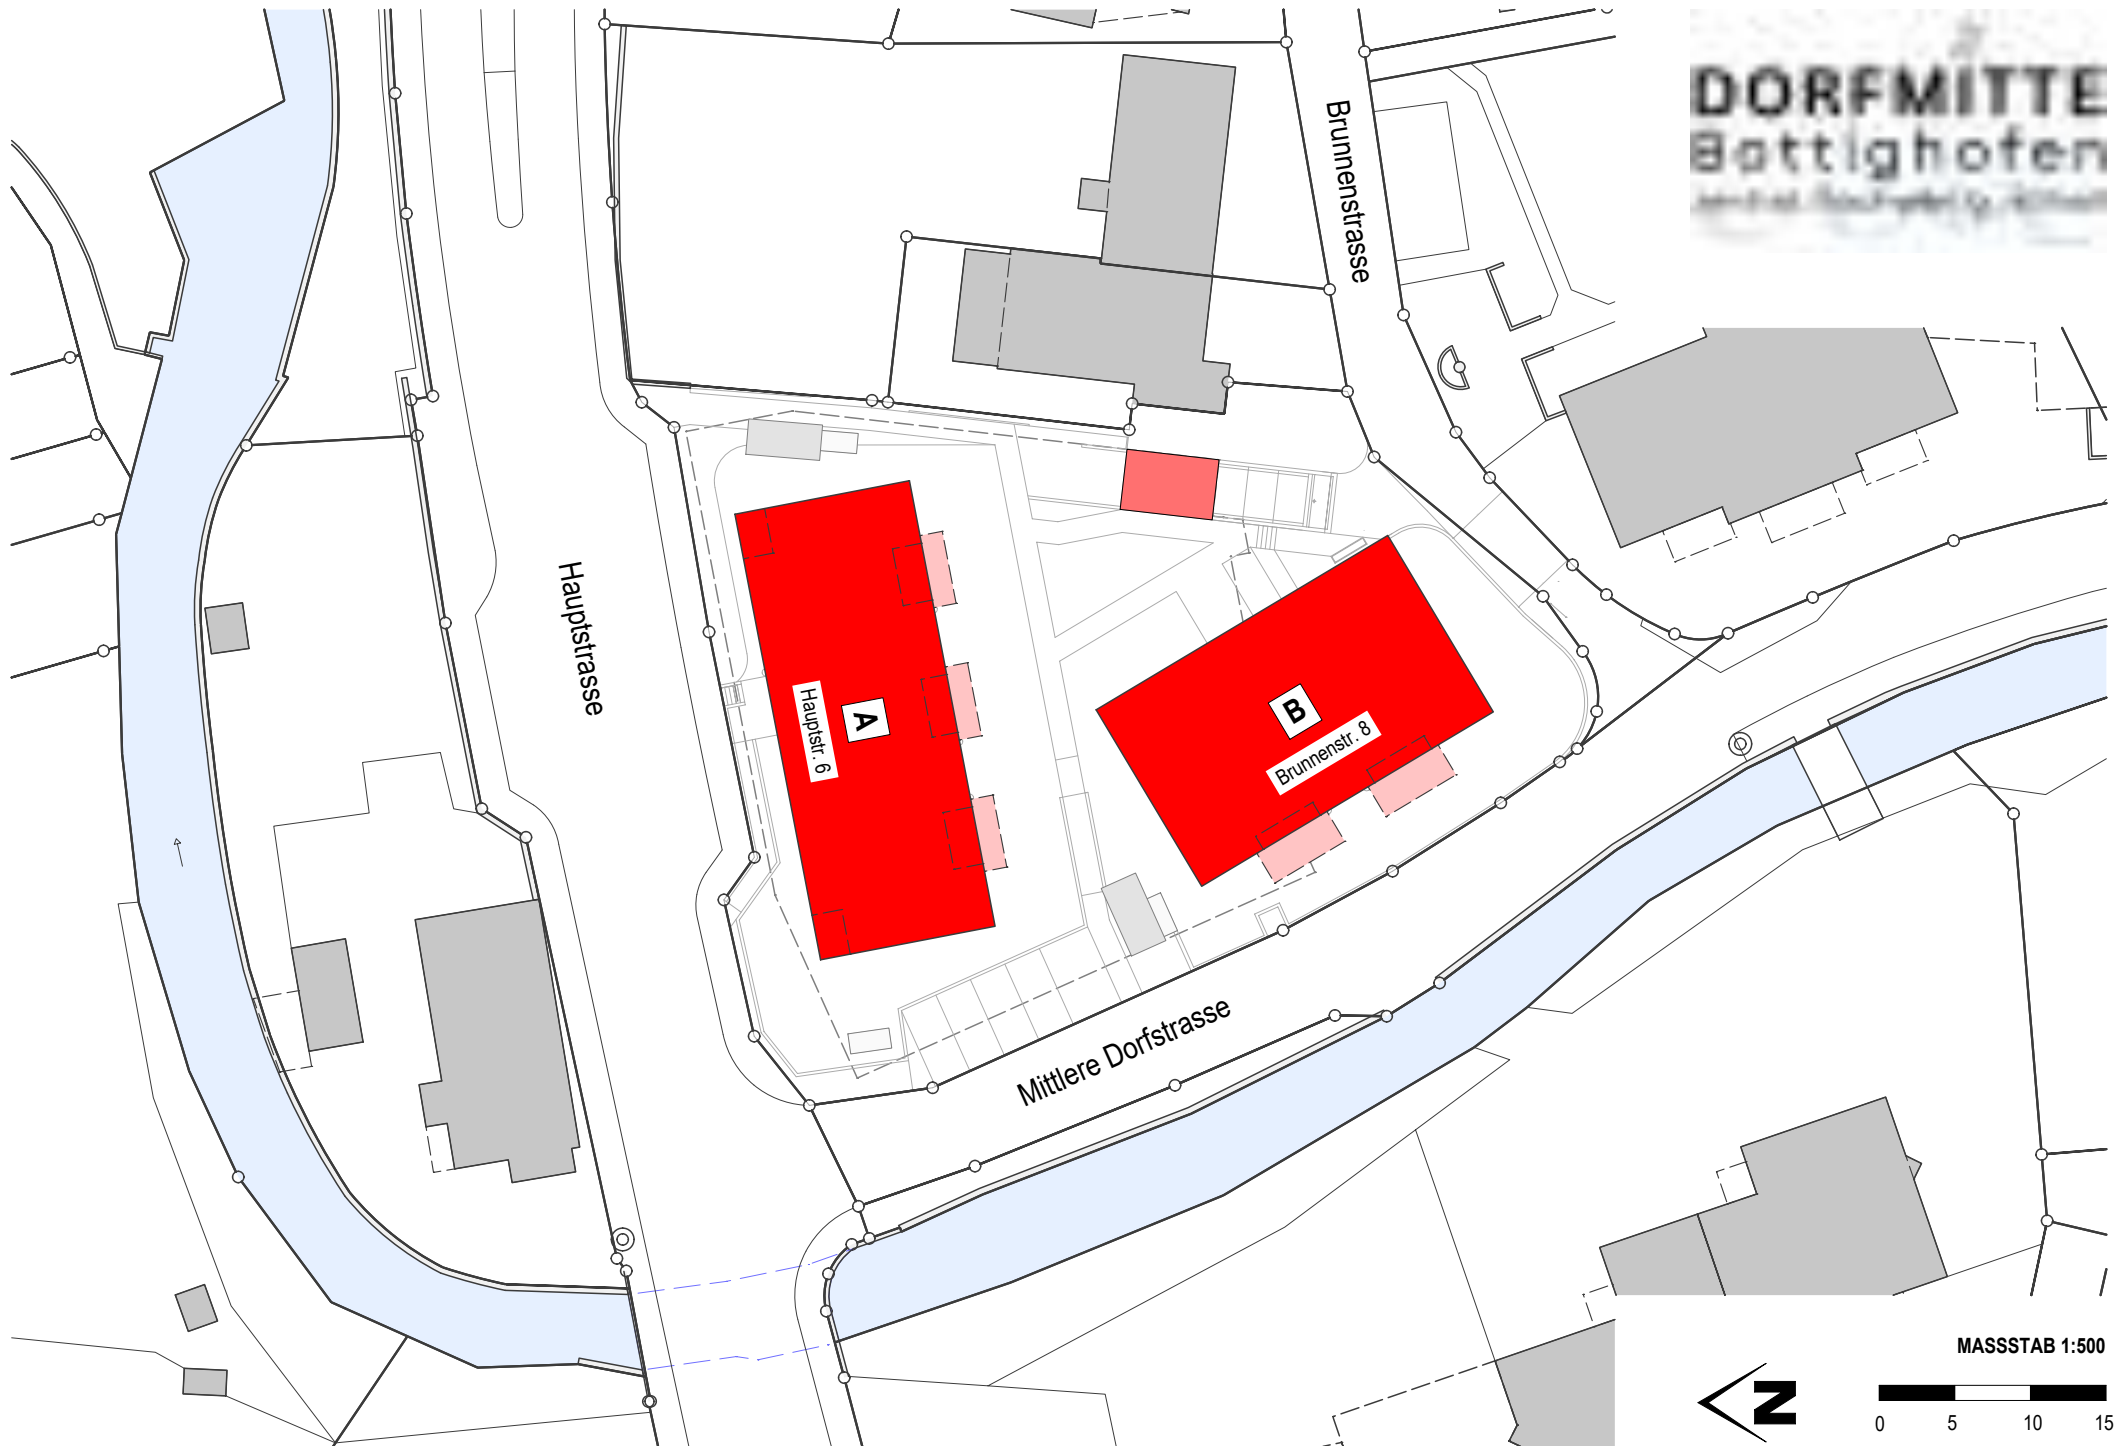 DORFMITTE
Bottighofen
Brunnenstrasse
Hauptstrasse
A
Hauptstr. 6
B
Brunnenstr. 8
Mittlere Dorfstrasse
MASSSTAB 1:500
N
0 5 10 15